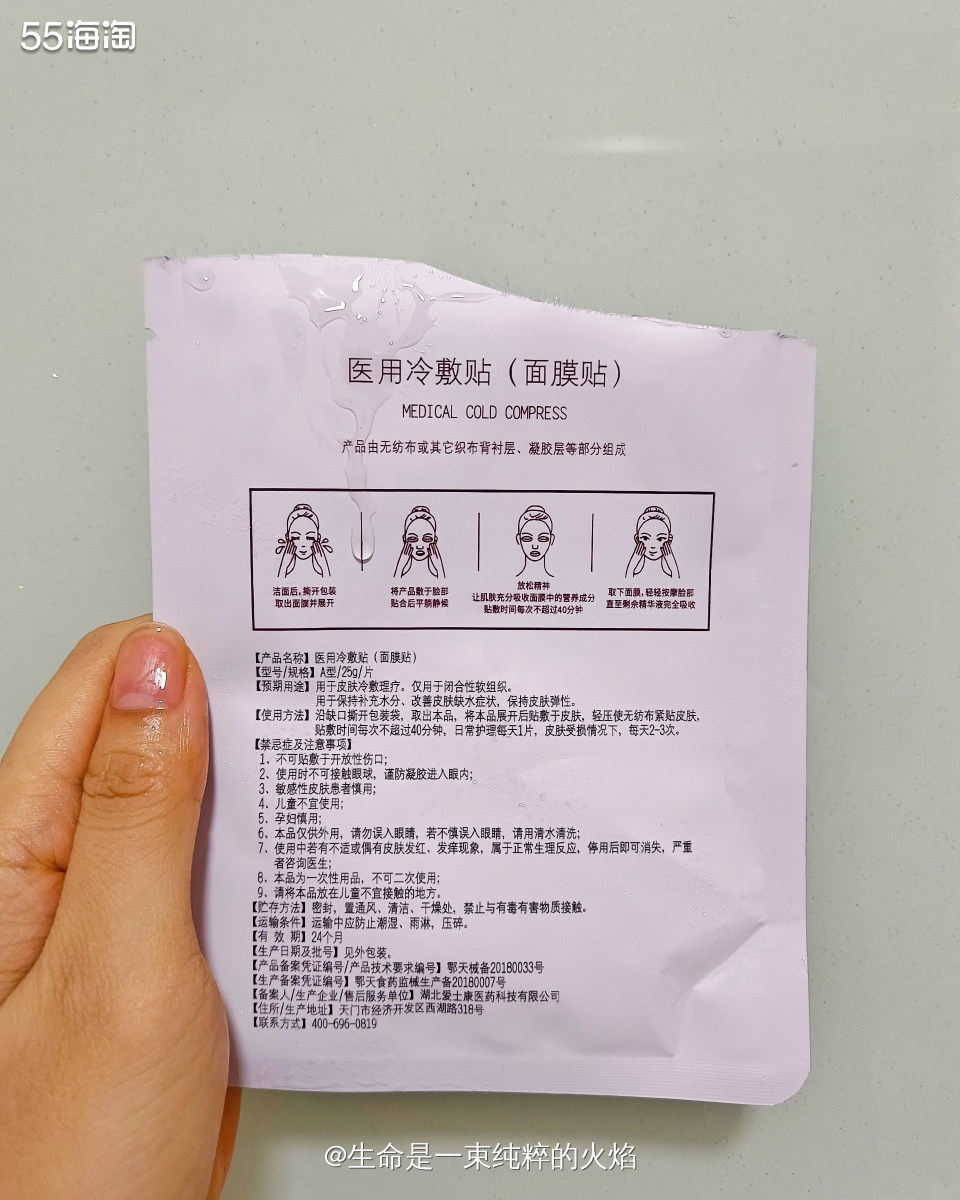 55海淘
医用冷敷贴（面膜贴）
MEDICAL COLD COMPRESS
产品由无纺布或其它织布背衬层、凝胶层等部分组成
洁面后，撕开包装
取出面膜并展开
将产品敷于脸部
贴合后平躺静候
放松精神
让肌肤充分吸收面膜中的营养成分
贴敷时间每次不超过40分钟
取下面膜，轻轻按摩脸部
直至剩余精华液完全吸收
【产品名称】医用冷敷贴（面膜贴）
【型号/规格】A型/25g/片
【预期用途】用于皮肤冷敷理疗。仅用于闭合性软组织。
用于保持补充水分、改善皮肤缺水症状，保持皮肤弹性。
【使用方法】沿缺口撕开包装袋，取出本品，将本品展开后贴敷于皮肤，轻压使无纺布紧贴皮肤，
贴敷时间每次不超过40分钟，日常护理每天1片，皮肤受损情况下，每天2-3次。
【禁忌症及注意事项】
1、不可贴敷于开放性伤口；
2、使用时不可接触眼球，谨防凝胶进入眼内；
3、敏感性皮肤患者慎用；
4、儿童不宜使用；
5、孕妇慎用；
6、本品仅供外用，请勿误入眼睛，若不慎误入眼睛，请用清水清洗；
7、使用中若有不适或偶有皮肤发红、发痒现象，属于正常生理反应，停用后即可消失，严重
者咨询医生；
8、本品为一次性用品，不可二次使用；
9、请将本品放在儿童不宜接触的地方。
【贮存方法】密封，置通风、清洁、干燥处，禁止与有毒有害物质接触。
【运输条件】运输中应防止潮湿、雨淋，压碎。
【有 效 期】24个月
【生产日期及批号】见外包装。
【产品备案凭证编号/产品技术要求编号】鄂天械备20180033号
【生产备案凭证编号】鄂天食药监械生产备20180007号
【备案人/生产企业/售后服务单位】湖北爱士康医药科技有限公司
【住所/生产地址】天门市经济开发区西湖路318号
【联系方式】400-696-0819
@生命是一束纯粹的火焰